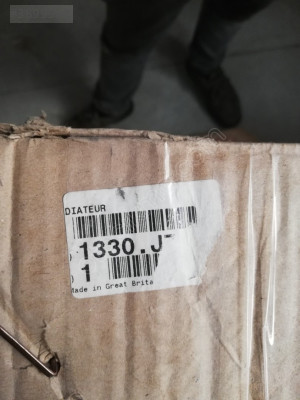 DIATEUR
1330.J
) 1
Made in Great Brita